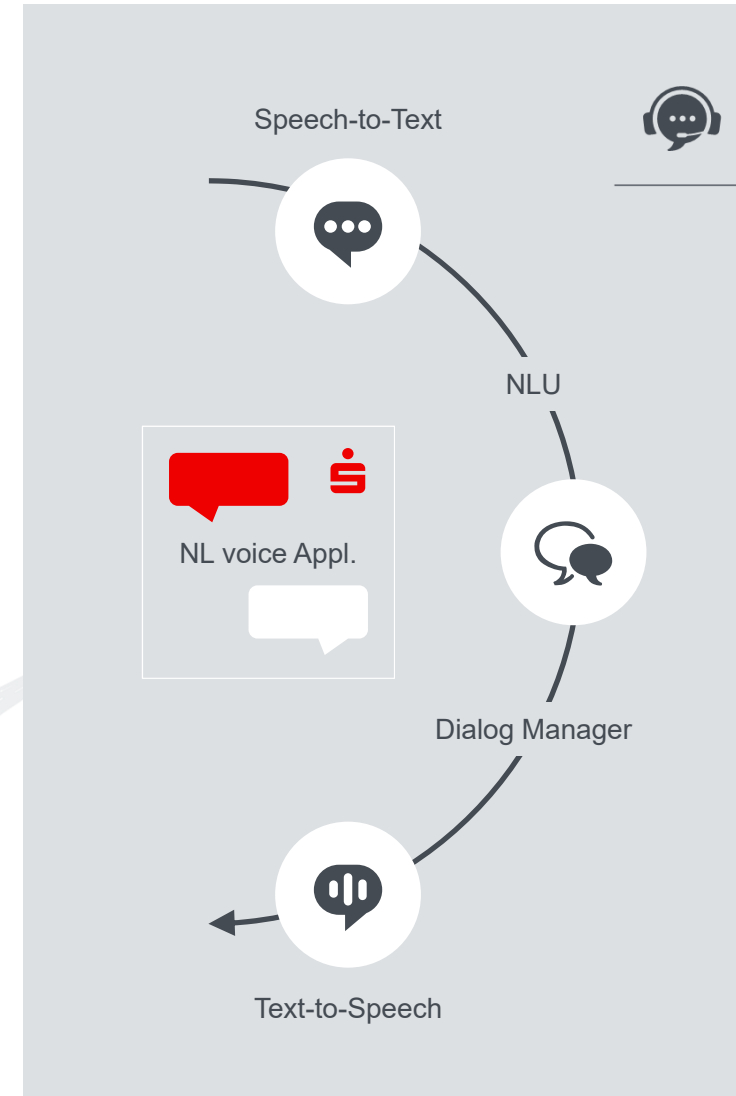 Speech-to-Text
NLU
NL voice Appl.
Dialog Manager
Text-to-Speech